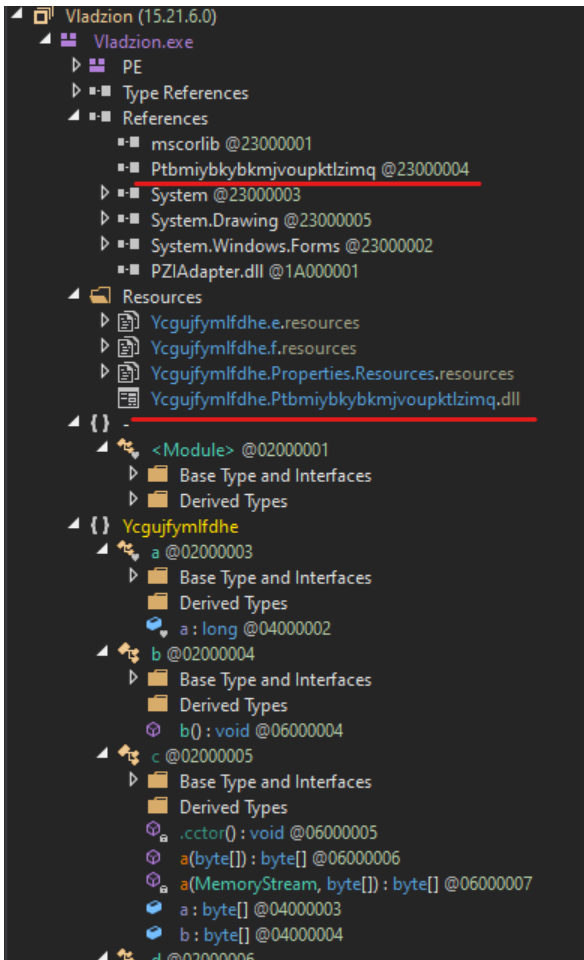 Vladzion (15.21.6.0)
Vladzion.exe
PE
Type References
References
mscorlib @23000001
Ptbmiybkybkmjvoupktlzimq @23000004
System @23000003
System.Drawing @23000005
System.Windows.Forms @23000002
PZIAdapter.dll @1A000001
Resources
Ycgujfymlfdhe.e.resources
Ycgujfymlfdhe.f.resources
Ycgujfymlfdhe.Properties.Resources.resources
Ycgujfymlfdhe.Ptbmiybkybkmjvoupktlzimq.dll
{ } -
<Module> @02000001
Base Type and Interfaces
Derived Types
{ } Ycgujfymlfdhe
a @02000003
Base Type and Interfaces
Derived Types
a : long @04000002
b @02000004
Base Type and Interfaces
Derived Types
b() : void @06000004
c @02000005
Base Type and Interfaces
Derived Types
.cctor() : void @06000005
a(byte[]) : byte[] @06000006
a(MemoryStream, byte[]) : byte[] @06000007
a : byte[] @04000003
b : byte[] @04000004
d @02000006